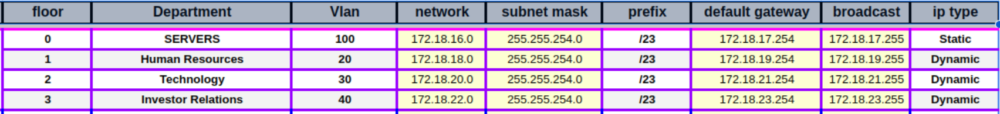 floor Department Vlan network subnet mask prefix default gateway broadcast ip type
0 SERVERS 100 172.18.16.0 255.255.254.0 /23 172.18.17.254 172.18.17.255 Static
1 Human Resources 20 172.18.18.0 255.255.254.0 /23 172.18.19.254 172.18.19.255 Dynamic
2 Technology 30 172.18.20.0 255.255.254.0 /23 172.18.21.254 172.18.21.255 Dynamic
3 Investor Relations 40 172.18.22.0 255.255.254.0 /23 172.18.23.254 172.18.23.255 Dynamic